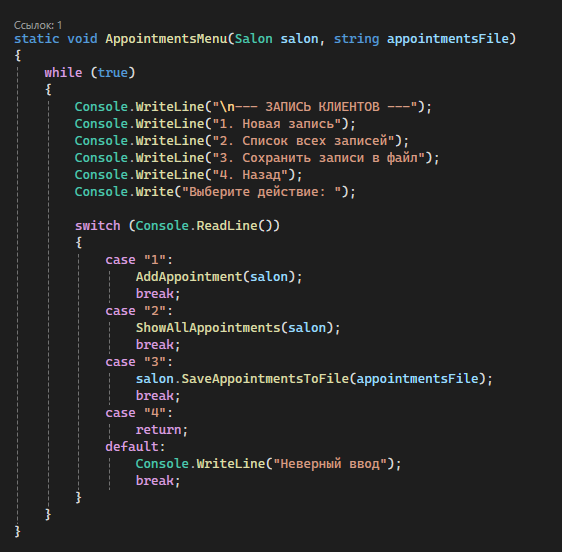 Ссылок: 1
static void AppointmentsMenu(Salon salon, string appointmentsFile)
{
    while (true)
    {
        Console.WriteLine("\n--- ЗАПИСЬ КЛИЕНТОВ ---");
        Console.WriteLine("1. Новая запись");
        Console.WriteLine("2. Список всех записей");
        Console.WriteLine("3. Сохранить записи в файл");
        Console.WriteLine("4. Назад");
        Console.Write("Выберите действие: ");

        switch (Console.ReadLine())
        {
            case "1":
                AddAppointment(salon);
                break;
            case "2":
                ShowAllAppointments(salon);
                break;
            case "3":
                salon.SaveAppointmentsToFile(appointmentsFile);
                break;
            case "4":
                return;
            default:
                Console.WriteLine("Неверный ввод");
                break;
        }
    }
}